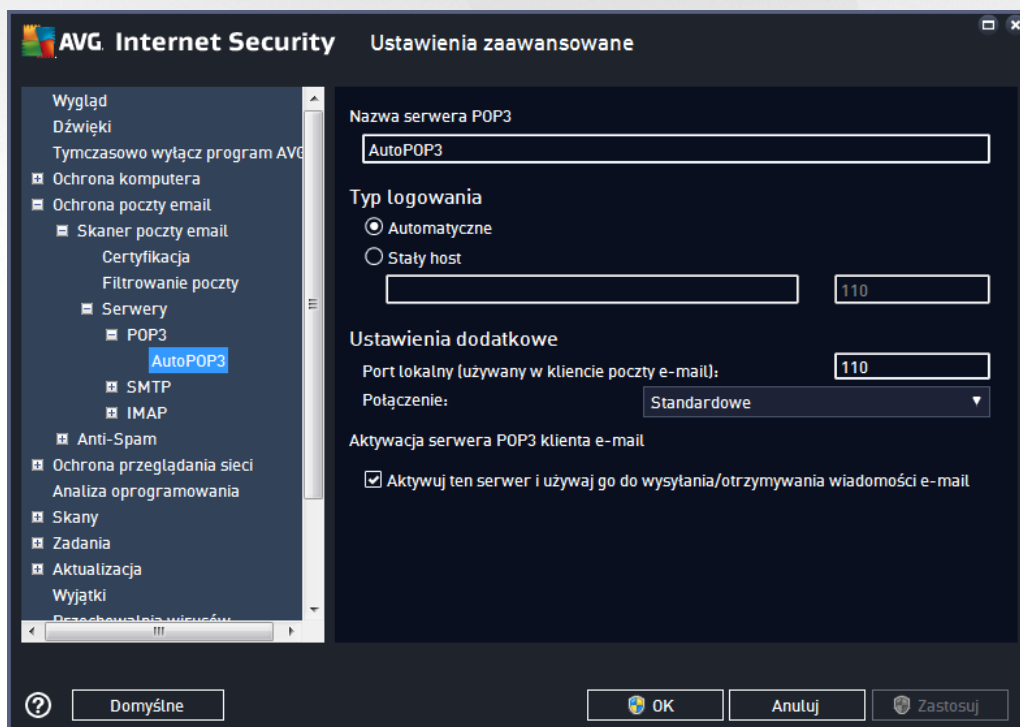 AVG. Internet Security Ustawienia zaawansowane
Wygląd
Dźwięki
Tymczasowo wyłącz program AVG
Ochrona komputera
Ochrona poczty email
Skaner poczty email
Certyfikacja
Filtrowanie poczty
Serwery
POP3
AutoPOP3
SMTP
IMAP
Anti-Spam
Ochrona przeglądania sieci
Analiza oprogramowania
Skany
Zadania
Aktualizacja
Wyjątki
Przechowalnia wirusów
Nazwa serwera POP3
AutoPOP3
Typ logowania
Automatyczne
Stały host
110
Ustawienia dodatkowe
Port lokalny (używany w kliencie poczty e-mail): 110
Połączenie: Standardowe
Aktywacja serwera POP3 klienta e-mail
Aktywuj ten serwer i używaj go do wysyłania/otrzymywania wiadomości e-mail
Domyślne OK Anuluj Zastosuj